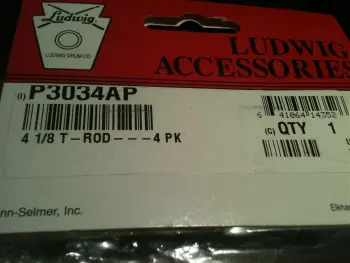 Ludwig
LUDWIG DRUM CO
LUDWIG
ACCESSORIES
(I) P3034AP
4 1/8 T-ROD---4 PK
6 41064 14352
(C) QTY 1
nn-Selmer, Inc.
Elkha